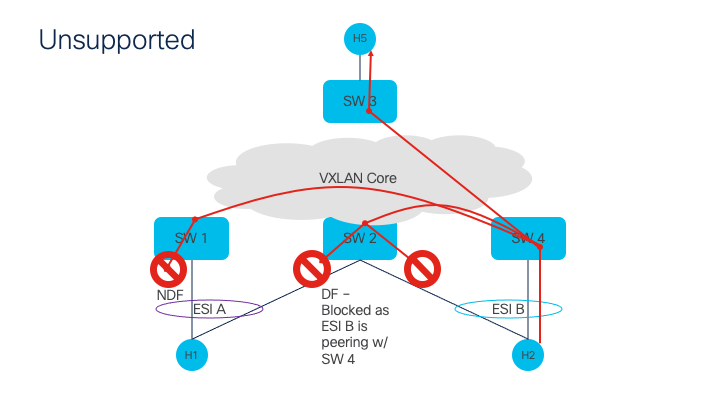 Unsupported
H5
SW 3
VXLAN Core
SW 1
SW 2
SW 4
NDF
ESI A
DF –
Blocked as
ESI B is
peering w/
SW 4
ESI B
H1
H2